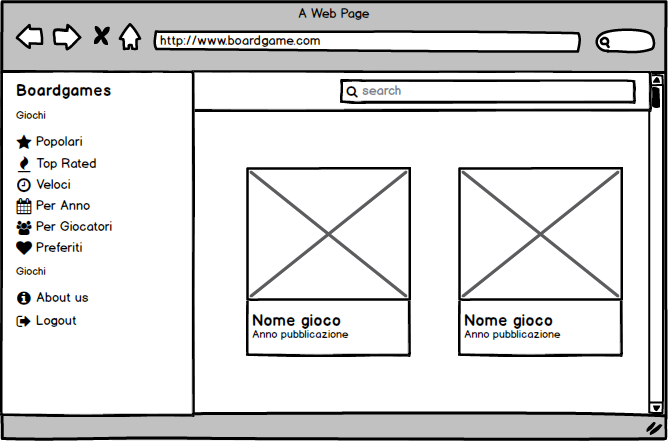 A Web Page
http://www.boardgame.com
Boardgames
search
Giochi
Popolari
Top Rated
Veloci
Per Anno
Per Giocatori
Preferiti
Giochi
About us
Logout
Nome gioco
Anno pubblicazione
Nome gioco
Anno pubblicazione